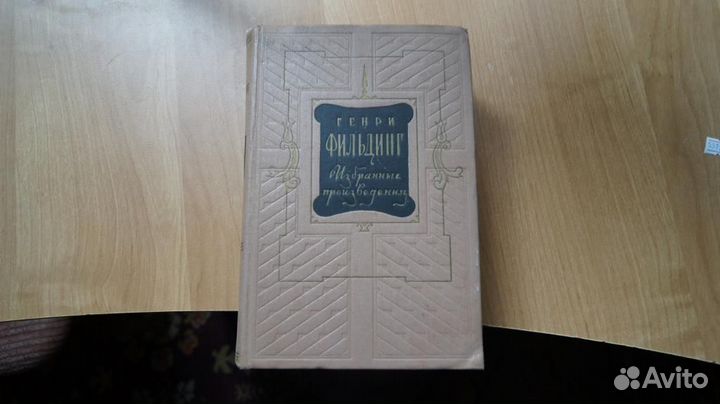 ГЕНРИ
ФИЛЬДИНГ
Избранные
произведения
Avito